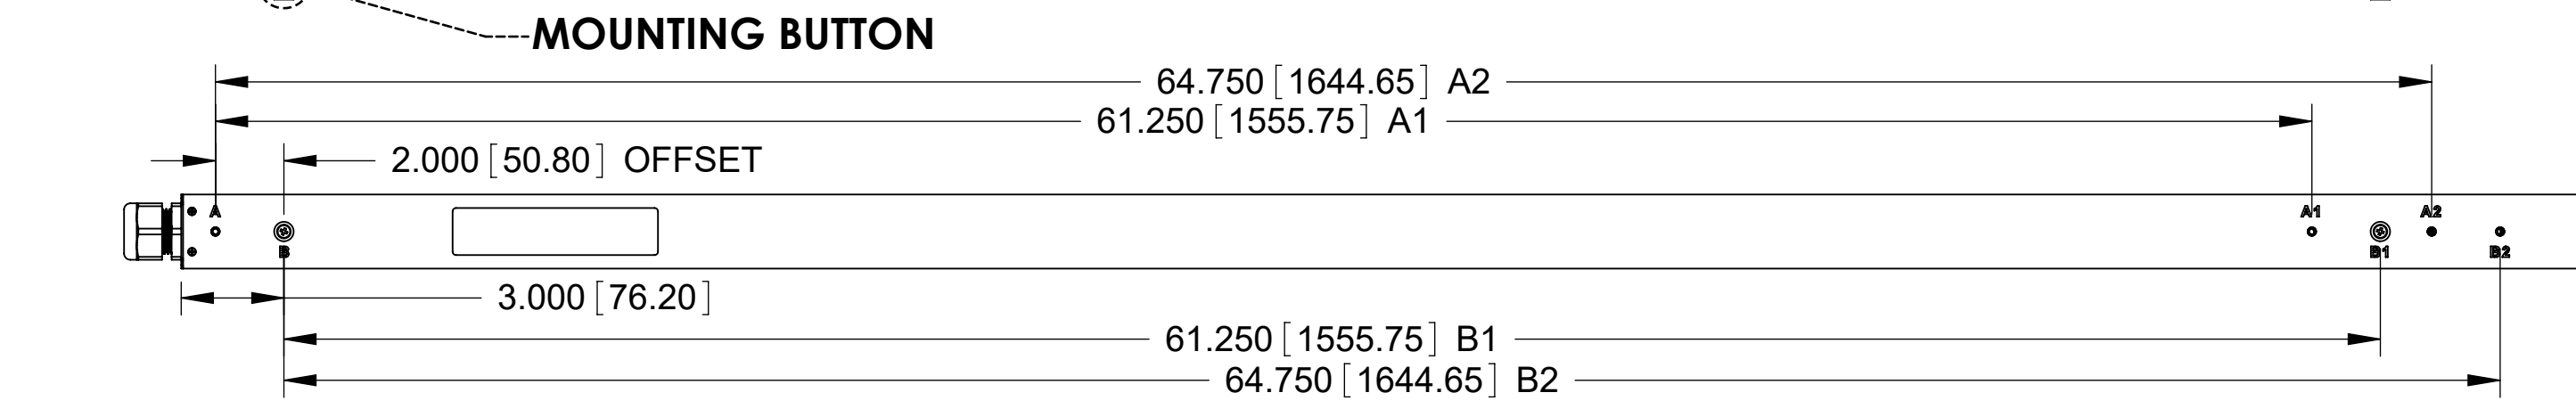 MOUNTING BUTTON
64.750 [1644.65] A2
61.250 [1555.75] A1
2.000 [50.80] OFFSET
A A1 A2
B B1 B2
3.000 [76.20]
61.250 [1555.75] B1
64.750 [1644.65] B2